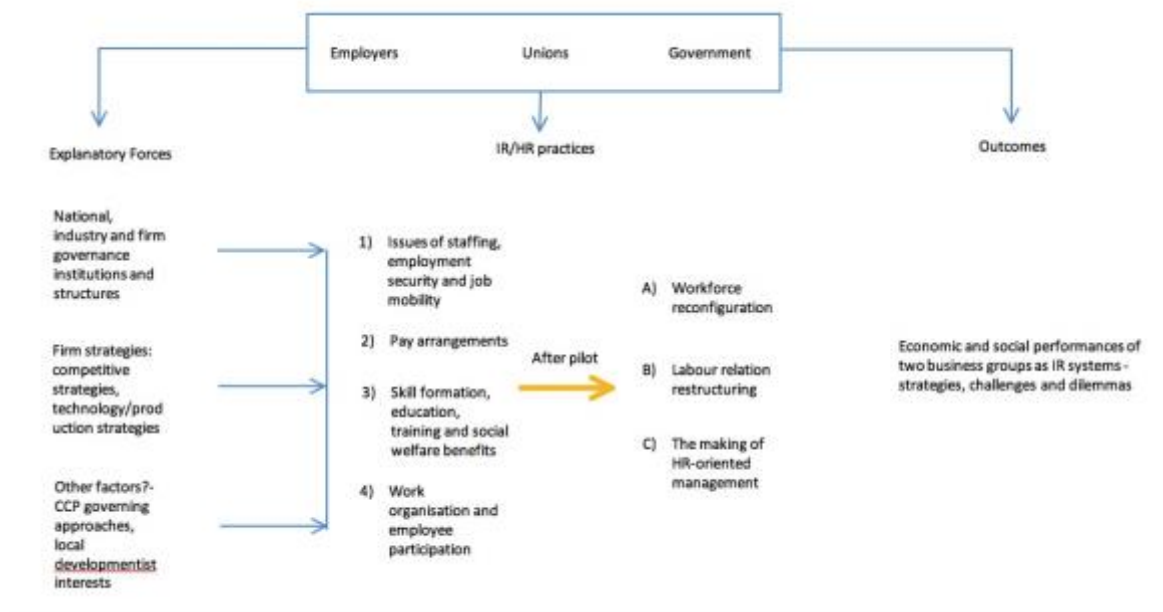 Employers Unions Government
Explanatory Forces
IR/HR practices
Outcomes
National,
industry and firm
governance
institutions and
structures
Firm strategies:
competitive
strategies,
technology/prod
uction strategies
Other factors?-
CCP governing
approaches,
local
developmentist
interests
1) Issues of staffing,
employment
security and job
mobility
2) Pay arrangements
3) Skill formation,
education,
training and social
welfare benefits
4) Work
organisation and
employee
participation
After pilot
A) Workforce
reconfiguration
B) Labour relation
restructuring
C) The making of
HR-oriented
management
Economic and social performances of
two business groups as IR systems-
strategies, challenges and dilemmas